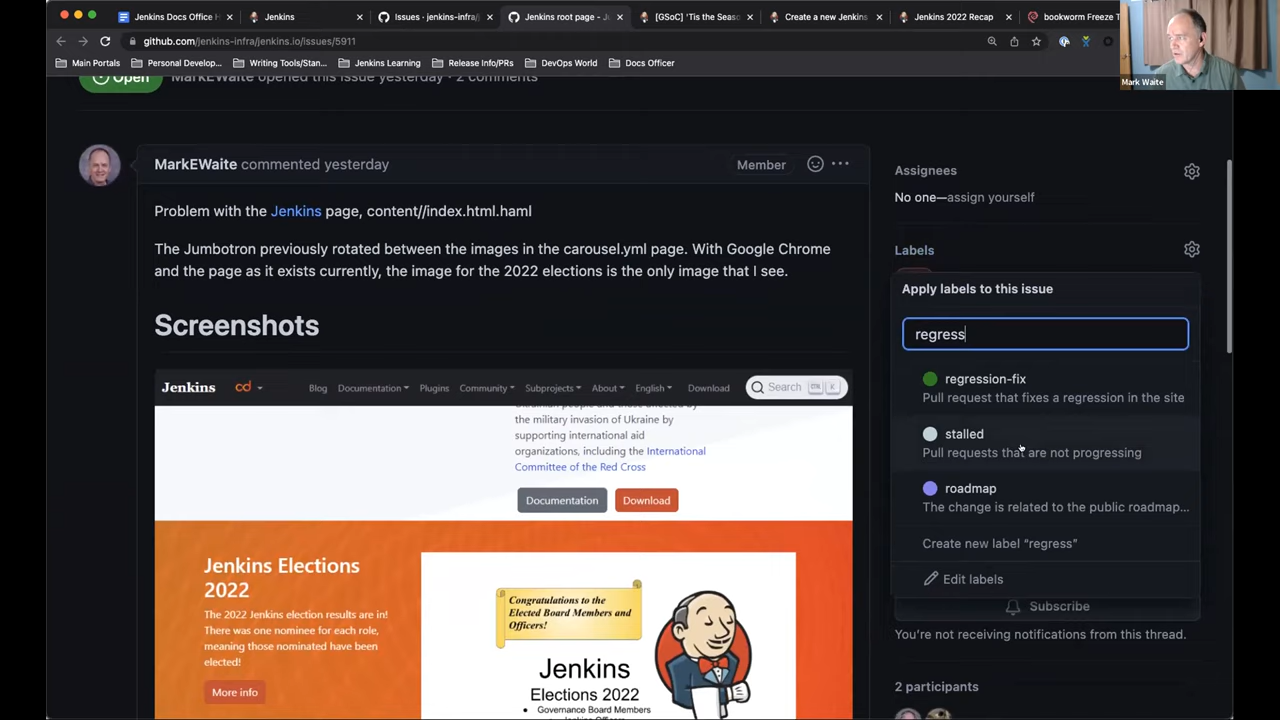 Jenkins Docs Office H
Jenkins
Issues · jenkins-infra/j
Jenkins root page - J
[GSoC] 'Tis the Seaso
Create a new Jenkins
Jenkins 2022 Recap
bookworm Freeze T
github.com/jenkins-infra/jenkins.io/issues/5911
Main Portals
Personal Develop...
Writing Tools/Stan...
Jenkins Learning
Release Info/PRs
DevOps World
Docs Officer
Mark Waite
Open
MarkEWaite opened this issue yesterday · 2 comments
MarkEWaite commented yesterday
Member
Problem with the Jenkins page, content//index.html.haml
The Jumbotron previously rotated between the images in the carousel.yml page. With Google Chrome
and the page as it exists currently, the image for the 2022 elections is the only image that I see.
Screenshots
Jenkins
cd
Blog
Documentation
Plugins
Community
Subprojects
About
English
Download
Search
K
Ukrainian people and those affected by
the military invasion of Ukraine by
supporting international aid
organizations, including the International
Committee of the Red Cross
Documentation
Download
Jenkins Elections
2022
The 2022 Jenkins election results are in!
There was one nominee for each role,
meaning those nominated have been
elected!
More info
Congratulations to the
Elected Board Members and
Officers!
Jenkins
Elections 2022
• Governance Board Members
Assignees
No one—assign yourself
Labels
Apply labels to this issue
regress
regression-fix
Pull request that fixes a regression in the site
stalled
Pull requests that are not progressing
roadmap
The change is related to the public roadmap...
Create new label “regress”
Edit labels
Subscribe
You’re not receiving notifications from this thread.
2 participants